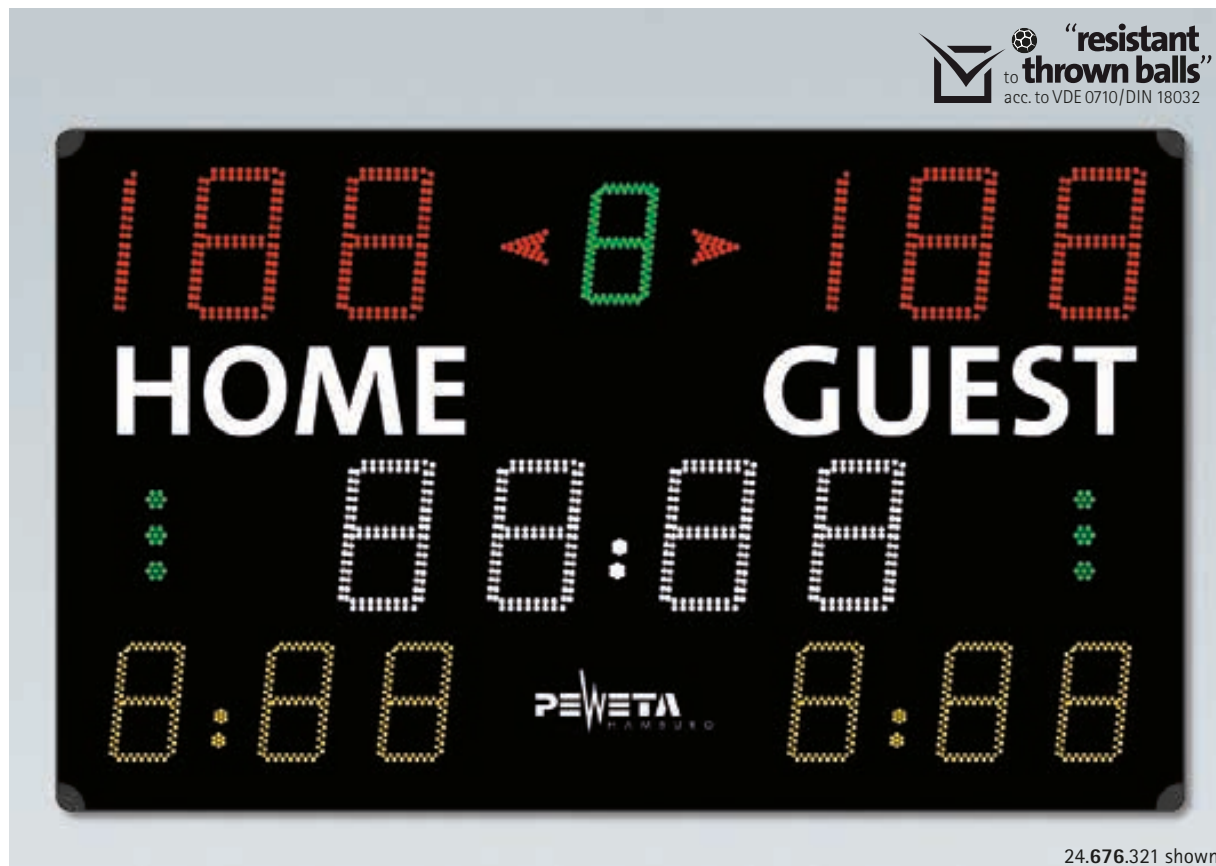 “resistant
to thrown balls”
acc. to VDE 0710/DIN 18032
188 8 188
HOME GUEST
88:88
8:88 8:88
PEWETA
HAMBURG
24.676.321 shown